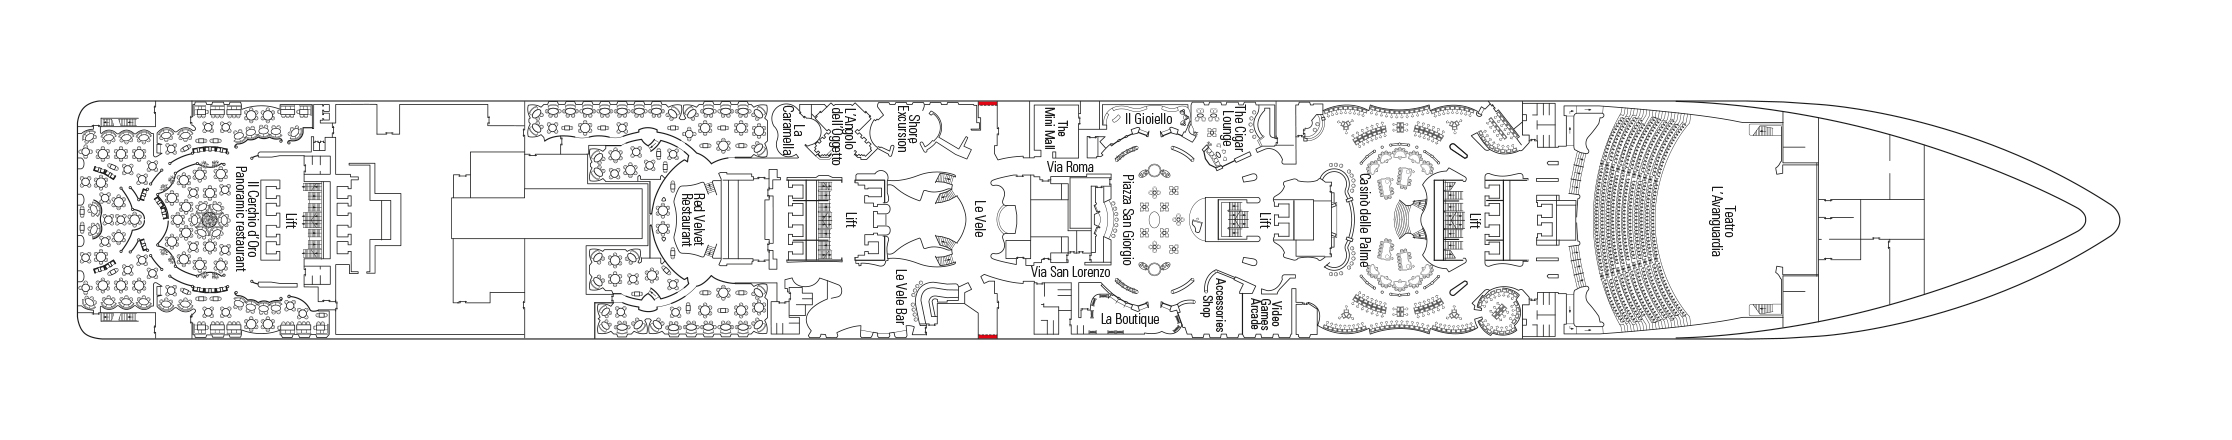 Il Cerchio d'Oro
Panoramic restaurant
Lift
Red Velvet
Restaurant
La
Caramella
L'Angolo
dell'Oggetto
Shore
Excursion
Lift
Le Vele
Le Vele Bar
The
Mini Mall
Via Roma
Via San Lorenzo
Il Gioiello
Piazza San Giorgio
La Boutique
The Cigar
Lounge
Lift
Accessories
Shop
Video
Games
Arcade
Casinò delle Palme
Lift
Teatro
L'Avanguardia